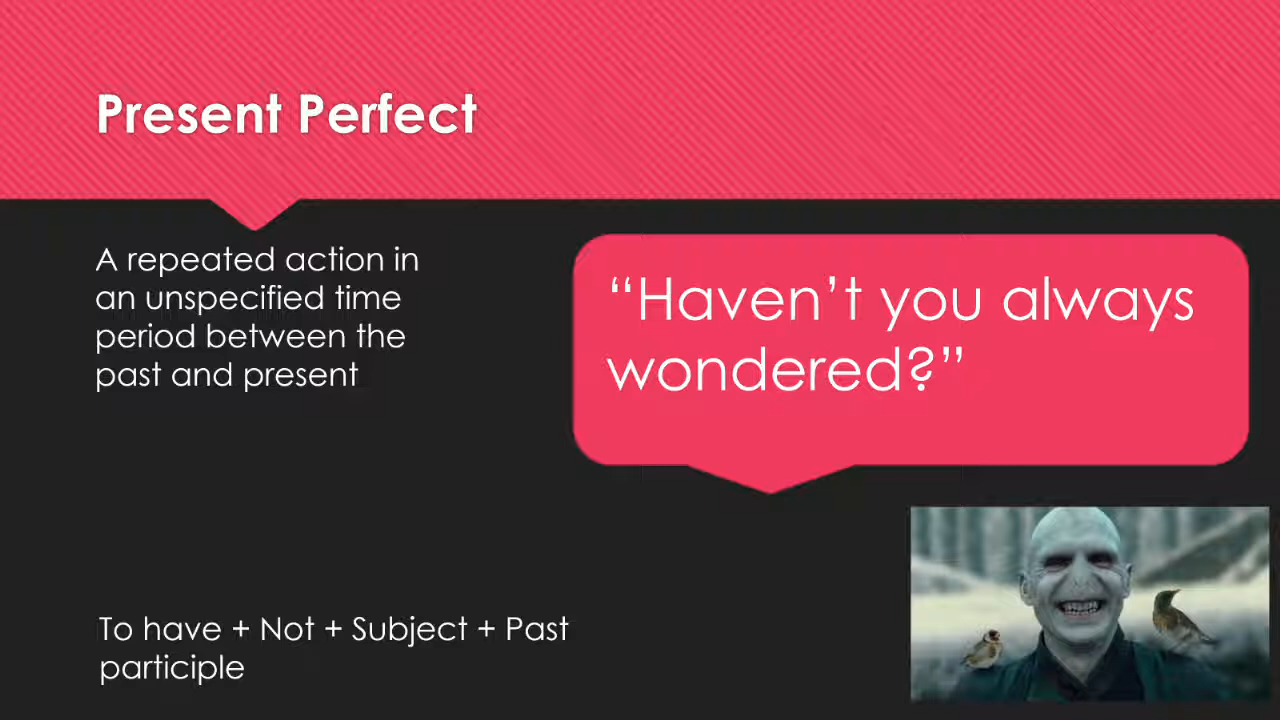 Present Perfect
A repeated action in
an unspecified time
period between the
past and present
“Haven’t you always
wondered?”
To have + Not + Subject + Past
participle